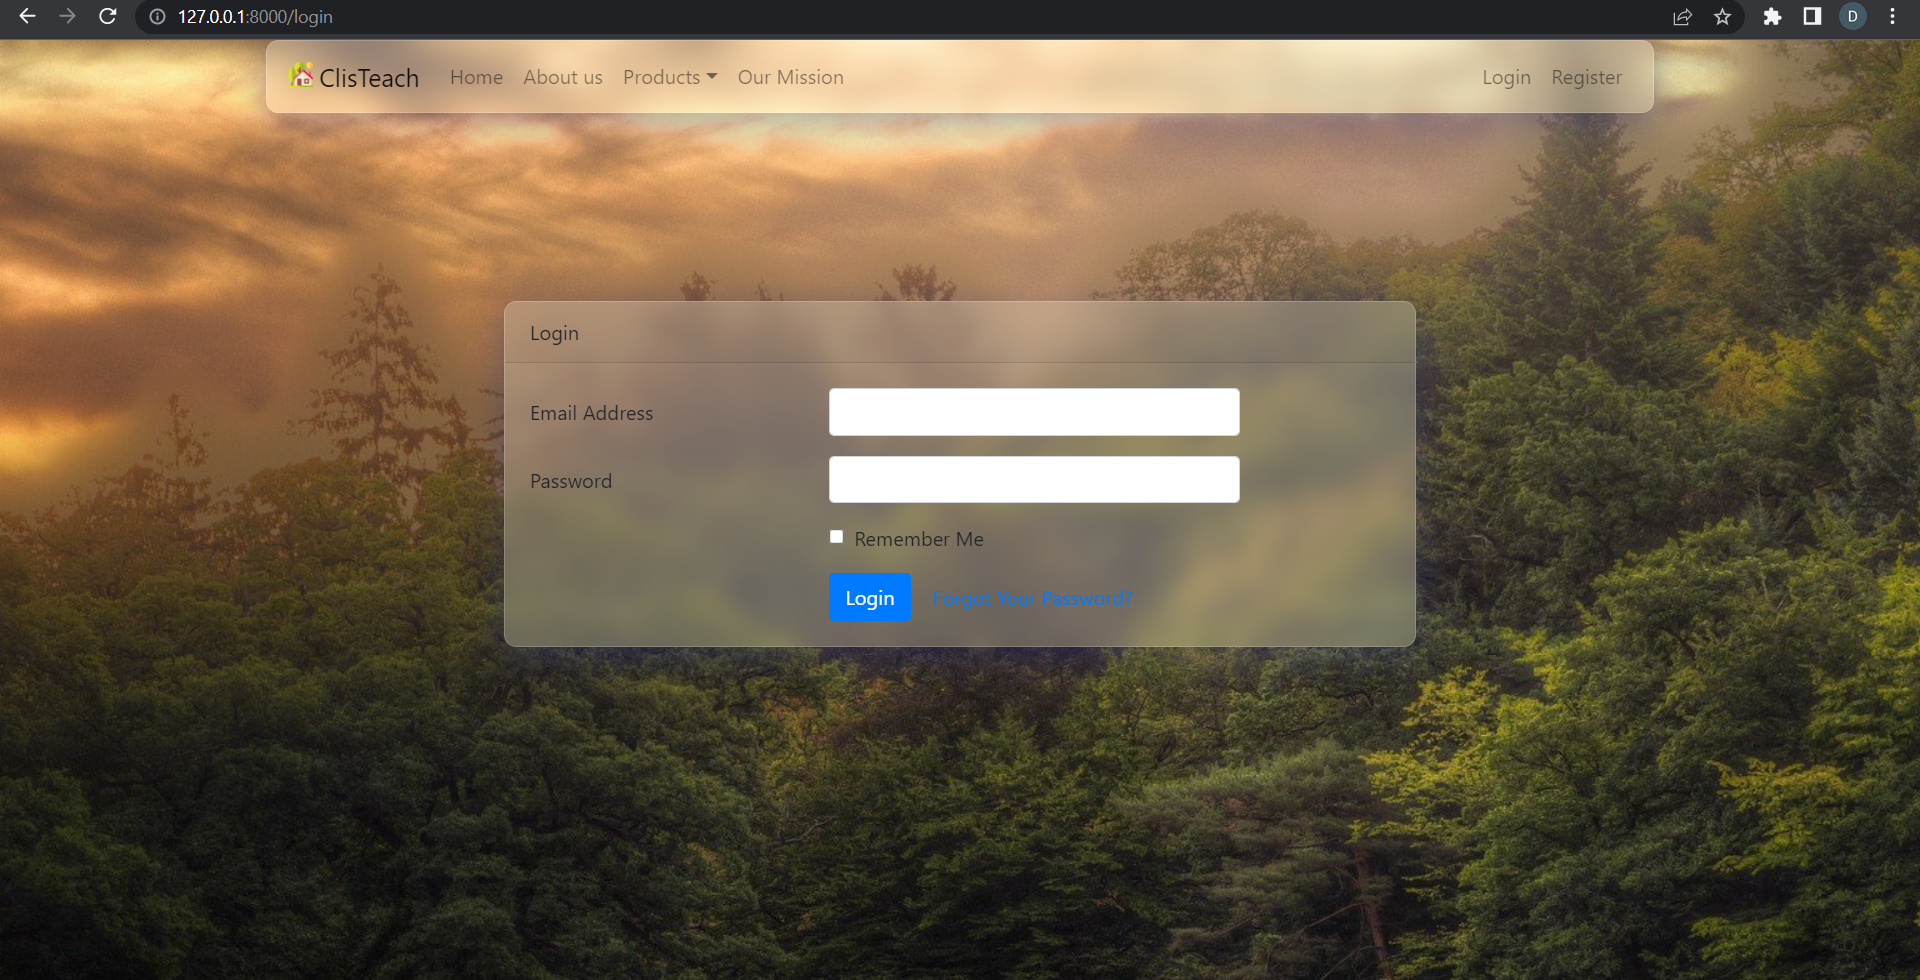 127.0.0.1:8000/login
D
ClisTeach Home About us Products Our Mission Login Register
Login
Email Address
Password
Remember Me
Login Forgot Your Password?